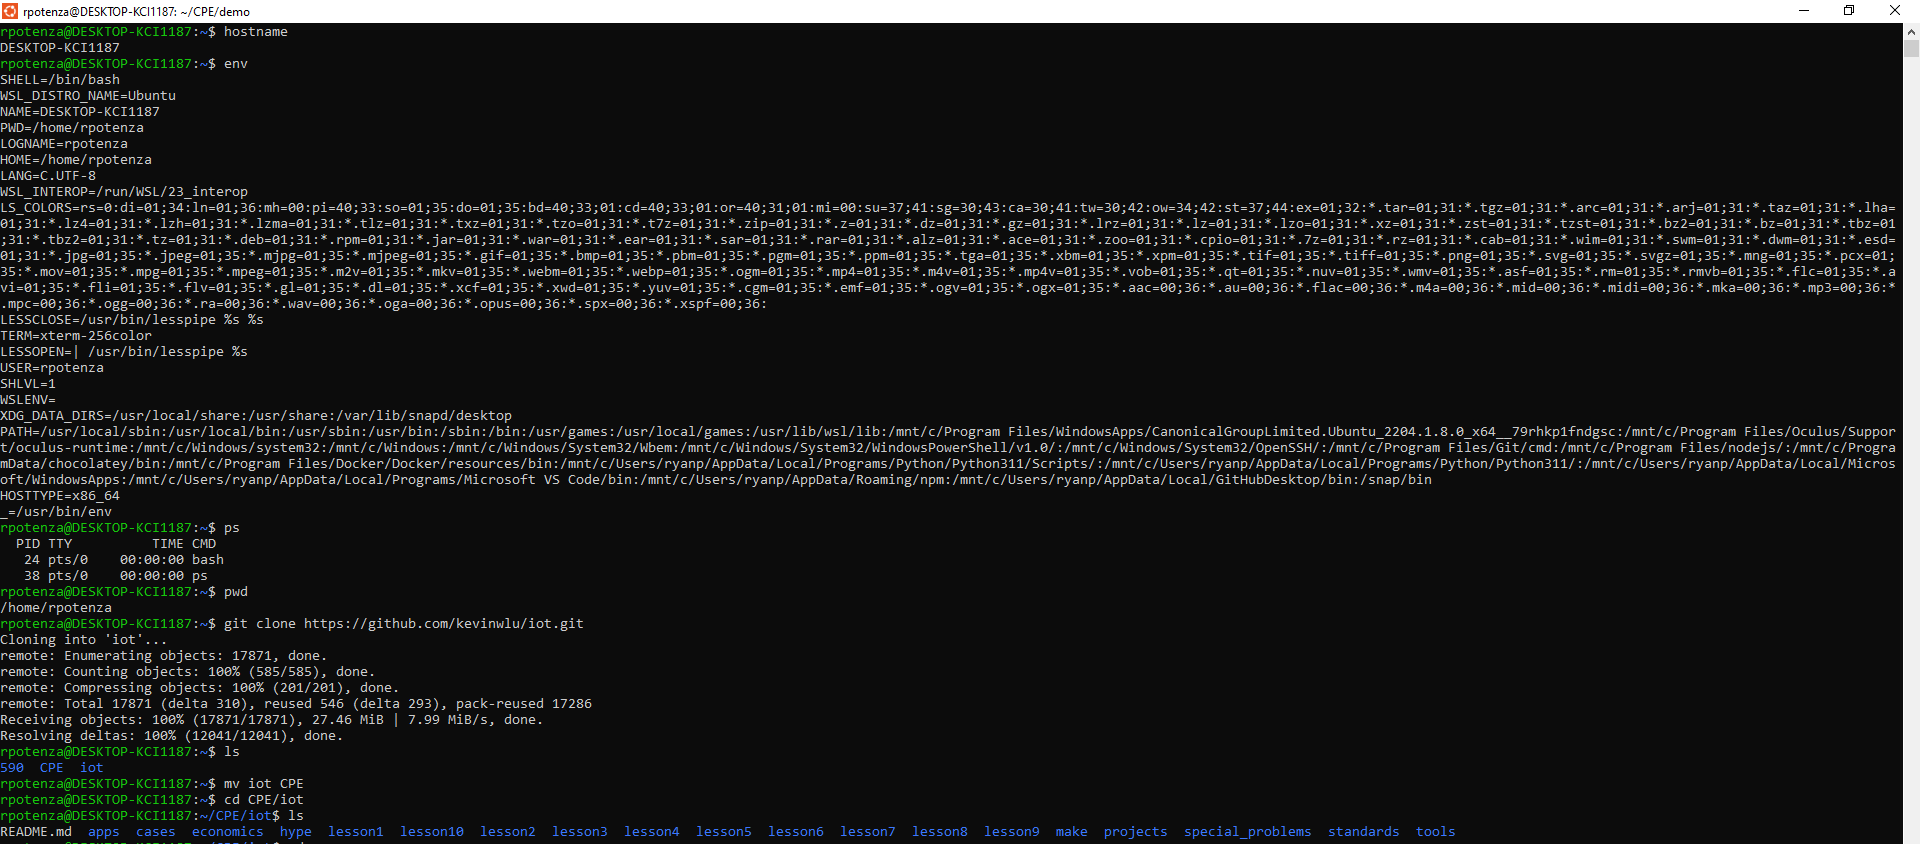 rpotenza@DESKTOP-KCI1187: ~/CPE/demo
rpotenza@DESKTOP-KCI1187:~$ hostname
DESKTOP-KCI1187
rpotenza@DESKTOP-KCI1187:~$ env
SHELL=/bin/bash
WSL_DISTRO_NAME=Ubuntu
NAME=DESKTOP-KCI1187
PWD=/home/rpotenza
LOGNAME=rpotenza
HOME=/home/rpotenza
LANG=C.UTF-8
WSL_INTEROP=/run/WSL/23_interop
LS_COLORS=rs=0:di=01;34:ln=01;36:mh=00:pi=40;33:so=01;35:do=01;35:bd=40;33;01:cd=40;33;01:or=40;31;01:mi=00:su=37;41:sg=30;43:ca=30;41:tw=30;42:ow=34;42:st=37;44:ex=01;32:*.tar=01;31:*.tgz=01;31:*.arc=01;31:*.arj=01;31:*.taz=01;31:*.lha=
01;31:*.lz4=01;31:*.lzh=01;31:*.lzma=01;31:*.tlz=01;31:*.txz=01;31:*.tzo=01;31:*.t7z=01;31:*.zip=01;31:*.z=01;31:*.dz=01;31:*.gz=01;31:*.lrz=01;31:*.lz=01;31:*.lzo=01;31:*.xz=01;31:*.zst=01;31:*.tzst=01;31:*.bz2=01;31:*.bz=01;31:*.tbz=01
;31:*.tbz2=01;31:*.tz=01;31:*.deb=01;31:*.rpm=01;31:*.jar=01;31:*.war=01;31:*.ear=01;31:*.sar=01;31:*.rar=01;31:*.alz=01;31:*.ace=01;31:*.zoo=01;31:*.cpio=01;31:*.7z=01;31:*.rz=01;31:*.cab=01;31:*.wim=01;31:*.swm=01;31:*.dwm=01;31:*.esd=
01;31:*.jpg=01;35:*.jpeg=01;35:*.mjpg=01;35:*.mjpeg=01;35:*.gif=01;35:*.bmp=01;35:*.pbm=01;35:*.pgm=01;35:*.ppm=01;35:*.tga=01;35:*.xbm=01;35:*.xpm=01;35:*.tif=01;35:*.tiff=01;35:*.png=01;35:*.svg=01;35:*.svgz=01;35:*.mng=01;35:*.pcx=01;
35:*.mov=01;35:*.mpg=01;35:*.mpeg=01;35:*.m2v=01;35:*.mkv=01;35:*.webm=01;35:*.webp=01;35:*.ogm=01;35:*.mp4=01;35:*.m4v=01;35:*.mp4v=01;35:*.vob=01;35:*.qt=01;35:*.nuv=01;35:*.wmv=01;35:*.asf=01;35:*.rm=01;35:*.rmvb=01;35:*.flc=01;35:*.a
vi=01;35:*.fli=01;35:*.flv=01;35:*.gl=01;35:*.dl=01;35:*.xcf=01;35:*.xwd=01;35:*.yuv=01;35:*.cgm=01;35:*.emf=01;35:*.ogv=01;35:*.ogx=01;35:*.aac=00;36:*.au=00;36:*.flac=00;36:*.m4a=00;36:*.mid=00;36:*.midi=00;36:*.mka=00;36:*.mp3=00;36:*
.mpc=00;36:*.ogg=00;36:*.ra=00;36:*.wav=00;36:*.oga=00;36:*.opus=00;36:*.spx=00;36:*.xspf=00;36:
LESSCLOSE=/usr/bin/lesspipe %s %s
TERM=xterm-256color
LESSOPEN=| /usr/bin/lesspipe %s
USER=rpotenza
SHLVL=1
WSLENV=
XDG_DATA_DIRS=/usr/local/share:/usr/share:/var/lib/snapd/desktop
PATH=/usr/local/sbin:/usr/local/bin:/usr/sbin:/usr/bin:/sbin:/bin:/usr/games:/usr/local/games:/usr/lib/wsl/lib:/mnt/c/Program Files/WindowsApps/CanonicalGroupLimited.Ubuntu_2204.1.8.0_x64__79rhkp1fndgsc:/mnt/c/Program Files/Oculus/Suppor
t/oculus-runtime:/mnt/c/Windows/system32:/mnt/c/Windows:/mnt/c/Windows/System32/Wbem:/mnt/c/Windows/System32/WindowsPowerShell/v1.0/:/mnt/c/Windows/System32/OpenSSH/:/mnt/c/Program Files/Git/cmd:/mnt/c/Program Files/nodejs/:/mnt/c/Progra
mData/chocolatey/bin:/mnt/c/Program Files/Docker/Docker/resources/bin:/mnt/c/Users/ryanp/AppData/Local/Programs/Python/Python311/Scripts/:/mnt/c/Users/ryanp/AppData/Local/Programs/Python/Python311/:/mnt/c/Users/ryanp/AppData/Local/Micros
oft/WindowsApps:/mnt/c/Users/ryanp/AppData/Local/Programs/Microsoft VS Code/bin:/mnt/c/Users/ryanp/AppData/Roaming/npm:/mnt/c/Users/ryanp/AppData/Local/GitHubDesktop/bin:/snap/bin
HOSTTYPE=x86_64
_=/usr/bin/env
rpotenza@DESKTOP-KCI1187:~$ ps
PID TTY TIME CMD
24 pts/0 00:00:00 bash
38 pts/0 00:00:00 ps
rpotenza@DESKTOP-KCI1187:~$ pwd
/home/rpotenza
rpotenza@DESKTOP-KCI1187:~$ git clone https://github.com/kevinwlu/iot.git
Cloning into 'iot'...
remote: Enumerating objects: 17871, done.
remote: Counting objects: 100% (585/585), done.
remote: Compressing objects: 100% (201/201), done.
remote: Total 17871 (delta 310), reused 546 (delta 293), pack-reused 17286
Receiving objects: 100% (17871/17871), 27.46 MiB | 7.99 MiB/s, done.
Resolving deltas: 100% (12041/12041), done.
rpotenza@DESKTOP-KCI1187:~$ ls
590 CPE iot
rpotenza@DESKTOP-KCI1187:~$ mv iot CPE
rpotenza@DESKTOP-KCI1187:~$ cd CPE/iot
rpotenza@DESKTOP-KCI1187:~/CPE/iot$ ls
README.md apps cases economics hype lesson1 lesson10 lesson2 lesson3 lesson4 lesson5 lesson6 lesson7 lesson8 lesson9 make projects special_problems standards tools